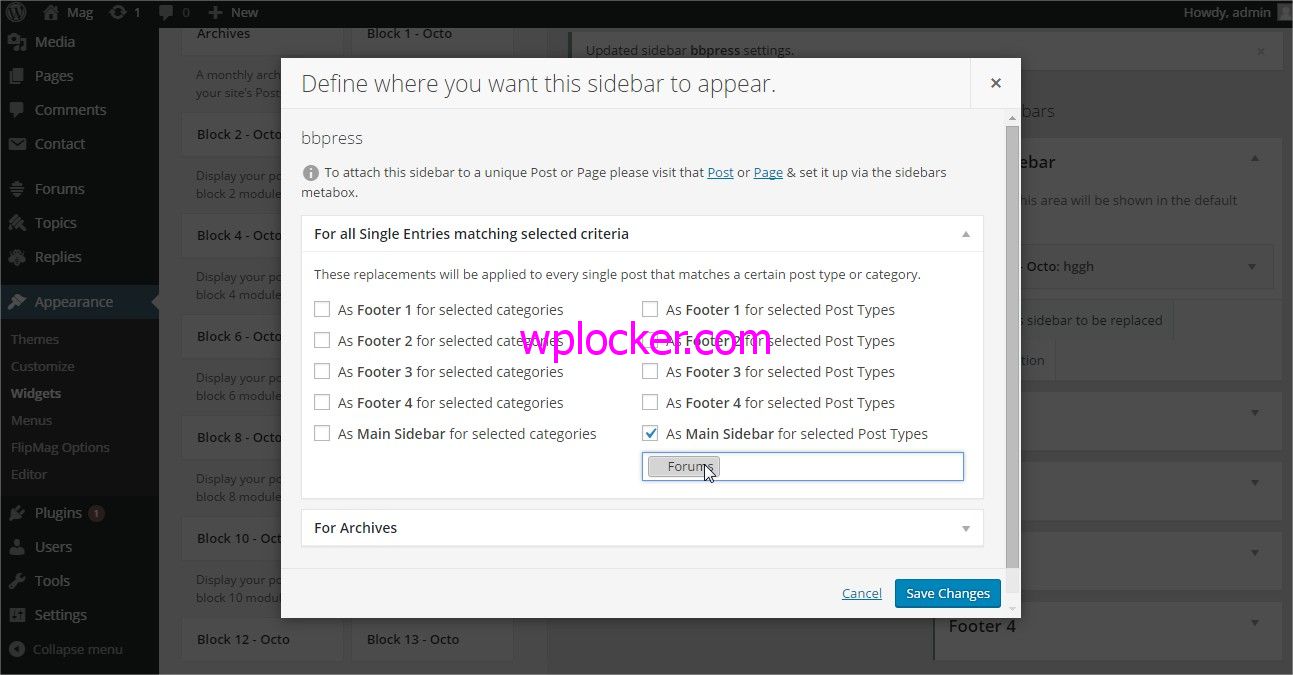 Mag 1 0 New Howdy, admin
Media
Pages
Comments
Contact
Forums
Topics
Replies
Appearance
Themes
Customize
Widgets
Menus
FlipMag Options
Editor
Plugins 1
Users
Tools
Settings
Collapse menu
Archives
Block 1 - Octo
A monthly arch
your site's Post
Block 2 - Octo
Display your po
block 2 module
Block 4 - Octo
Display your po
block 4 module
Block 6 - Octo
Display your po
block 6 module
Block 8 - Octo
Display your po
block 8 module
Block 10 - Oct
Display your po
block 10 modu
Block 12 - Octo
Block 13 - Octo
Updated sidebar bbpress settings.
Define where you want this sidebar to appear.
bbpress
To attach this sidebar to a unique Post or Page please visit that Post or Page & set it up via the sidebars
metabox.
For all Single Entries matching selected criteria
These replacements will be applied to every single post that matches a certain post type or category.
As Footer 1 for selected categories
As Footer 2 for selected categories
As Footer 3 for selected categories
As Footer 4 for selected categories
As Main Sidebar for selected categories
As Footer 1 for selected Post Types
As Footer 2 for selected Post Types
As Footer 3 for selected Post Types
As Footer 4 for selected Post Types
As Main Sidebar for selected Post Types
Forums
wplocker.com
For Archives
Cancel
Save Changes
bars
ebar
his area will be shown in the default
- Octo: hggh
s sidebar to be replaced
tion
Footer 4